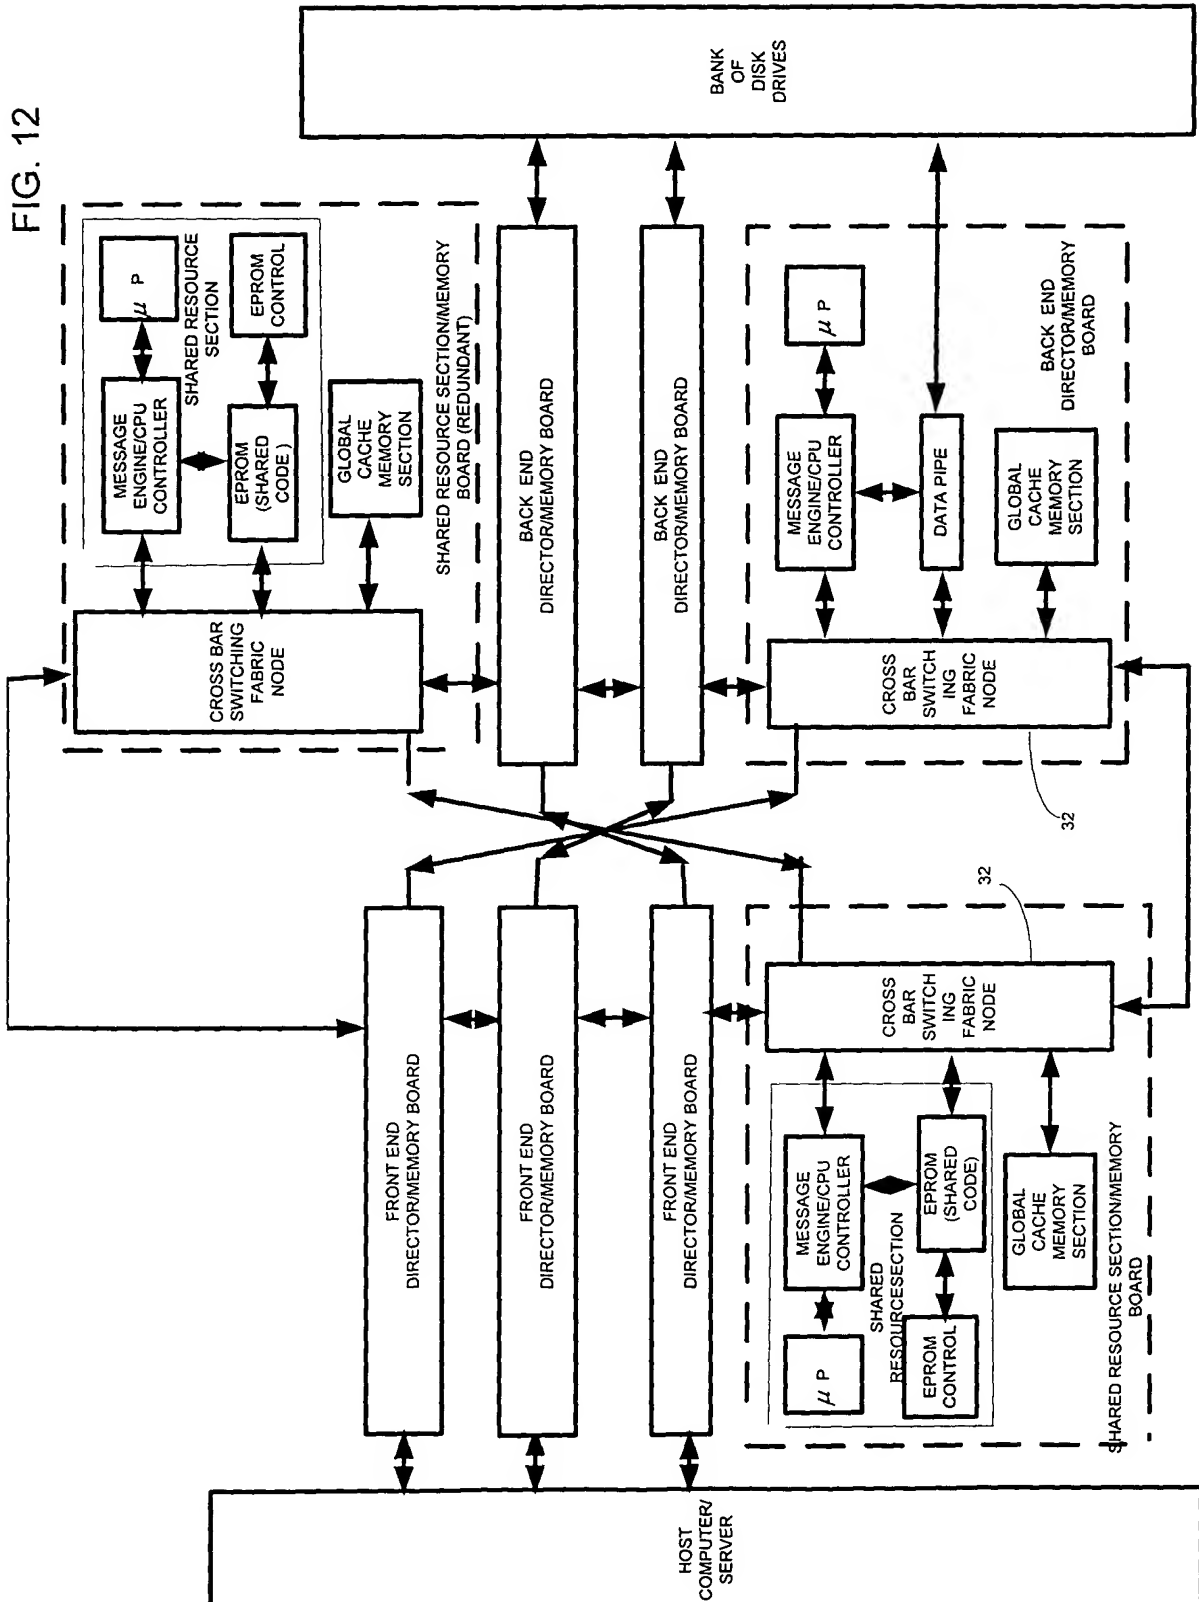 FIG. 12
BANK
OF
DISK
DRIVES
μ P
SHARED RESOURCE
SECTION
EPROM
CONTROL
MESSAGE
ENGINE/CPU
CONTROLLER
EPROM
(SHARED
CODE )
GLOBAL
CACHE
MEMORY
SECTION
SHARED RESOURCE SECTION/MEMORY
BOARD (REDUNDANT)
CROSS BAR
SWITCHING
FABRIC
NODE
BACK END
DIRECTOR/MEMORY BOARD
BACK END
DIRECTOR/MEMORY BOARD
μ P
BACK END
DIRECTOR/MEMORY
BOARD
MESSAGE
ENGINE/CPU
CONTROLLER
DATA PIPE
GLOBAL
CACHE
MEMORY
SECTION
CROSS
BAR
SWITCH
ING
FABRIC
NODE
32
32
FRONT END
DIRECTOR/MEMORY BOARD
FRONT END
DIRECTOR/MEMORY BOARD
FRONT END
DIRECTOR/MEMORY BOARD
CROSS
BAR
SWITCH
ING
FABRIC
NODE
MESSAGE
ENGINE/CPU
CONTROLLER
SHARED
RESOURCESECTION
EPROM
(SHARED
CODE)
GLOBAL
CACHE
MEMORY
SECTION
μ P
EPROM
CONTROL
SHARED RESOURCE SECTION/MEMORY
BOARD
HOST
COMPUTER/
SERVER